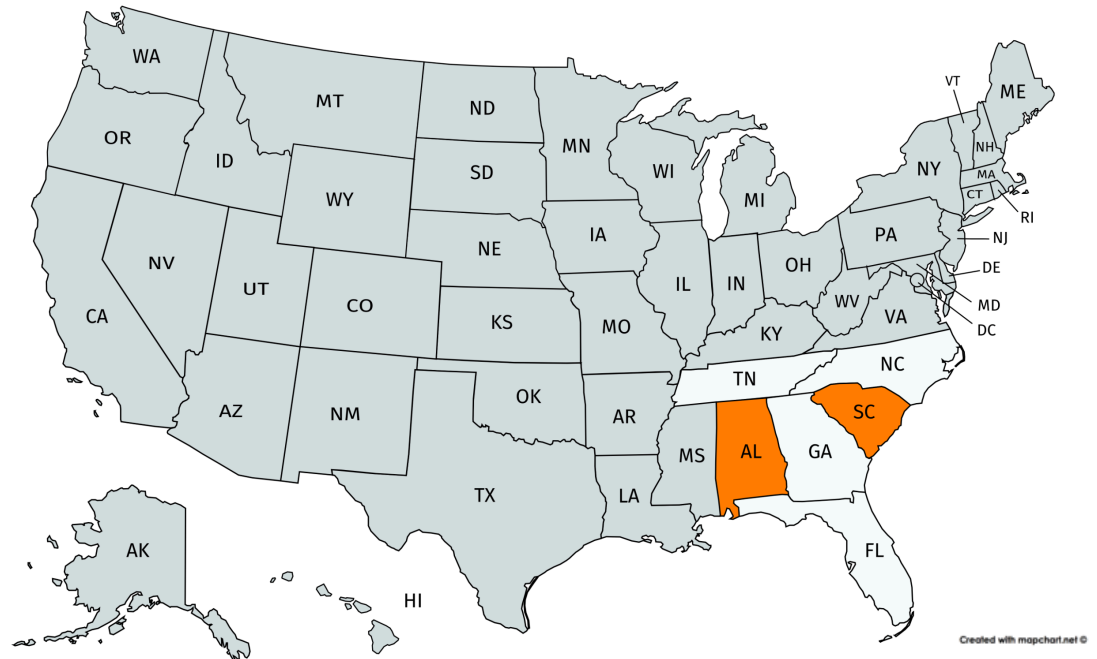 WA
MT
ND
MN
ME
VT
NH
OR
ID
SD
WI
NY
MA
WY
MI
CT
RI
IA
PA
NJ
NE
NV
OH
DE
UT
IL
IN
CO
WV
MD
CA
KS
MO
VA
DC
KY
NC
TN
OK
AZ
NM
AR
SC
MS
AL
GA
TX
LA
AK
FL
HI
Created with mapchart.net ©